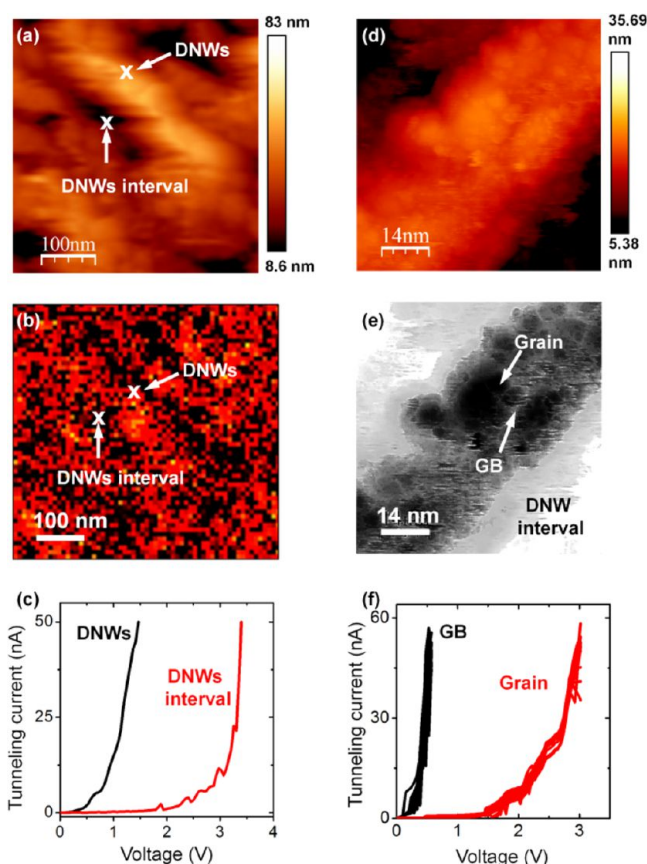 (a)
DNWs
X
X
DNWs interval
100nm
83 nm
8.6 nm
(d)
14nm
35.69
nm
5.38
nm
(b)
DNWs
X
X
DNWs interval
100 nm
(e)
Grain
GB
DNW
interval
14 nm
(c)
Tunneling current (nA)
50
25
0
DNWs
DNWs
interval
0
1
2
3
4
Voltage (V)
(f)
Tunneling current (nA)
60
30
0
GB
Grain
0
1
2
3
Voltage (V)